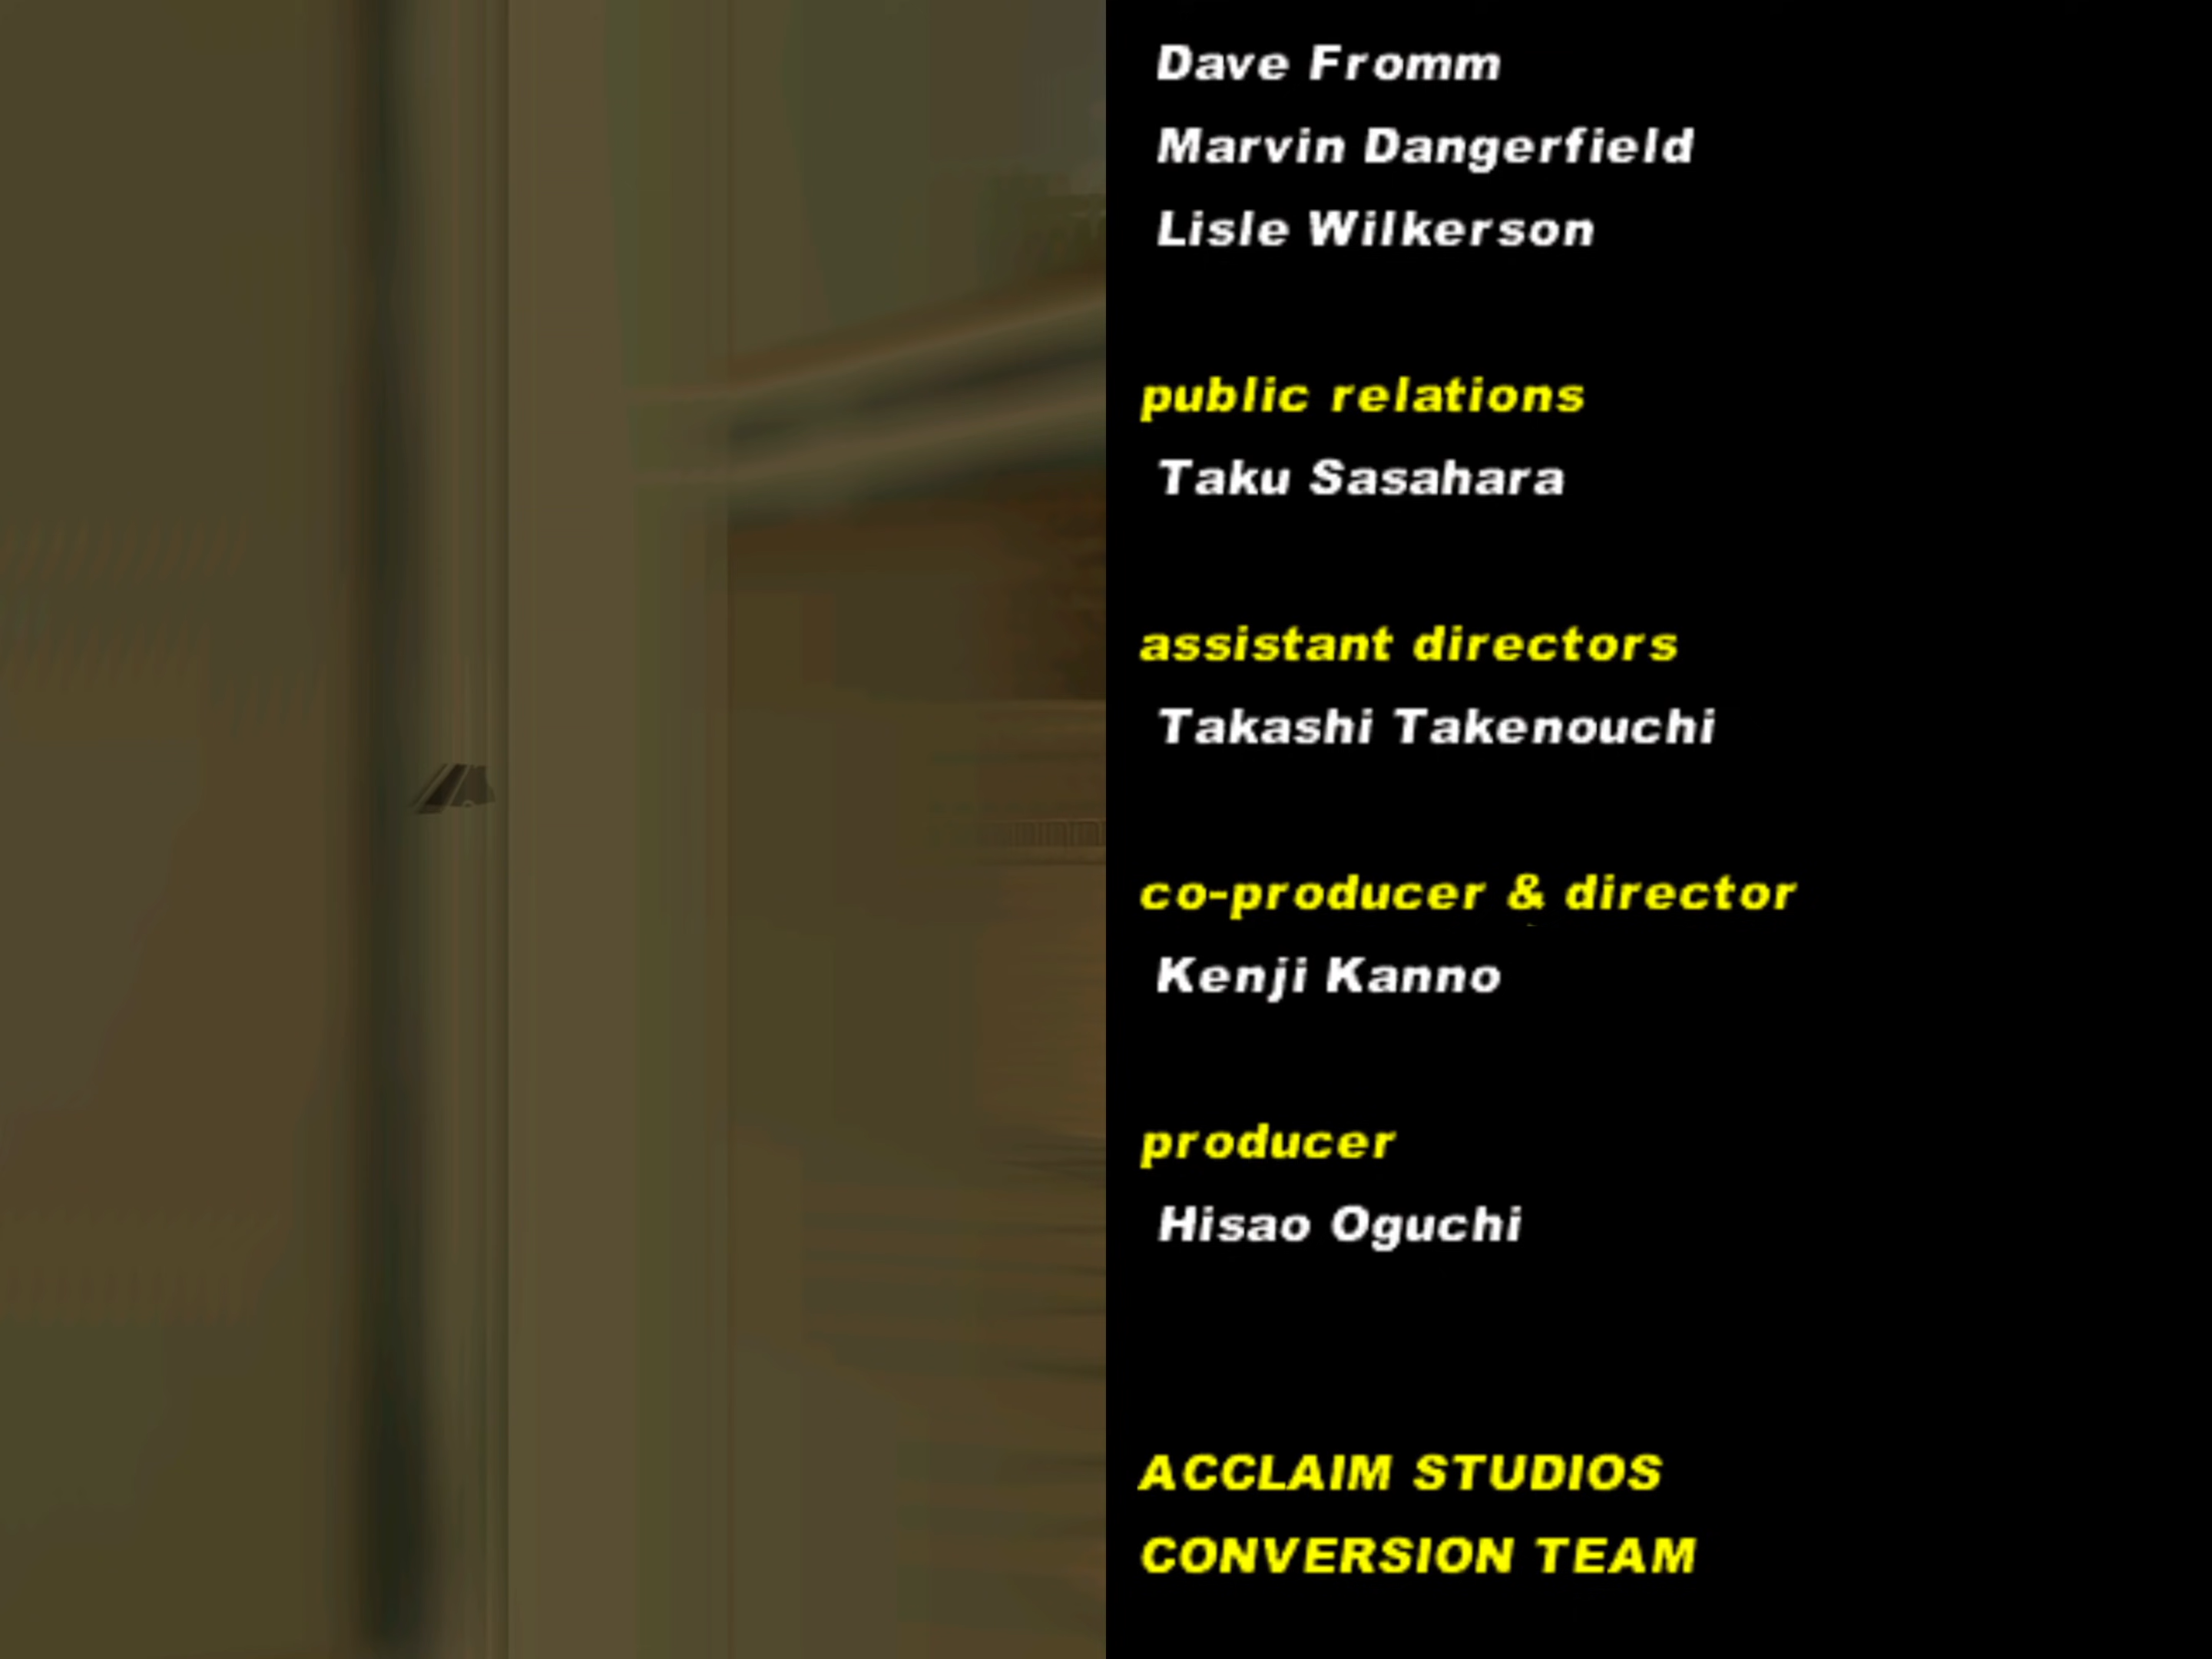 Dave Fromm
Marvin Dangerfield
Lisle Wilkerson
public relations
Taku Sasahara
assistant directors
Takashi Takenouchi
co-producer & director
Kenji Kanno
producer
Hisao Oguchi
ACCLAIM STUDIOS
CONVERSION TEAM